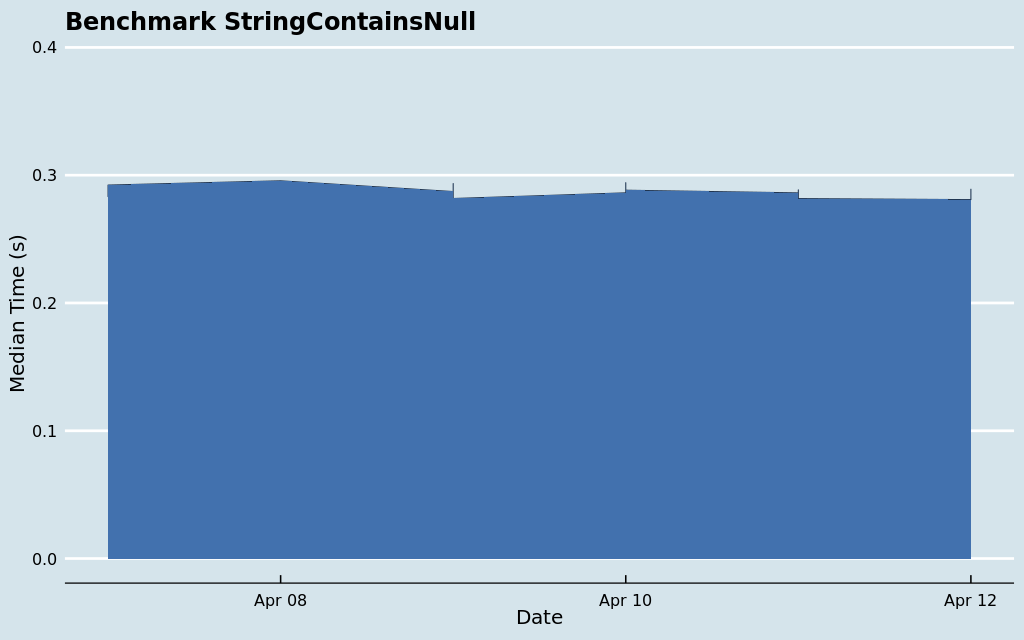 Benchmark StringContainsNull
0.4
0.3
0.2
0.1
0.0
Median Time (s)
Apr 08
Apr 10
Apr 12
Date